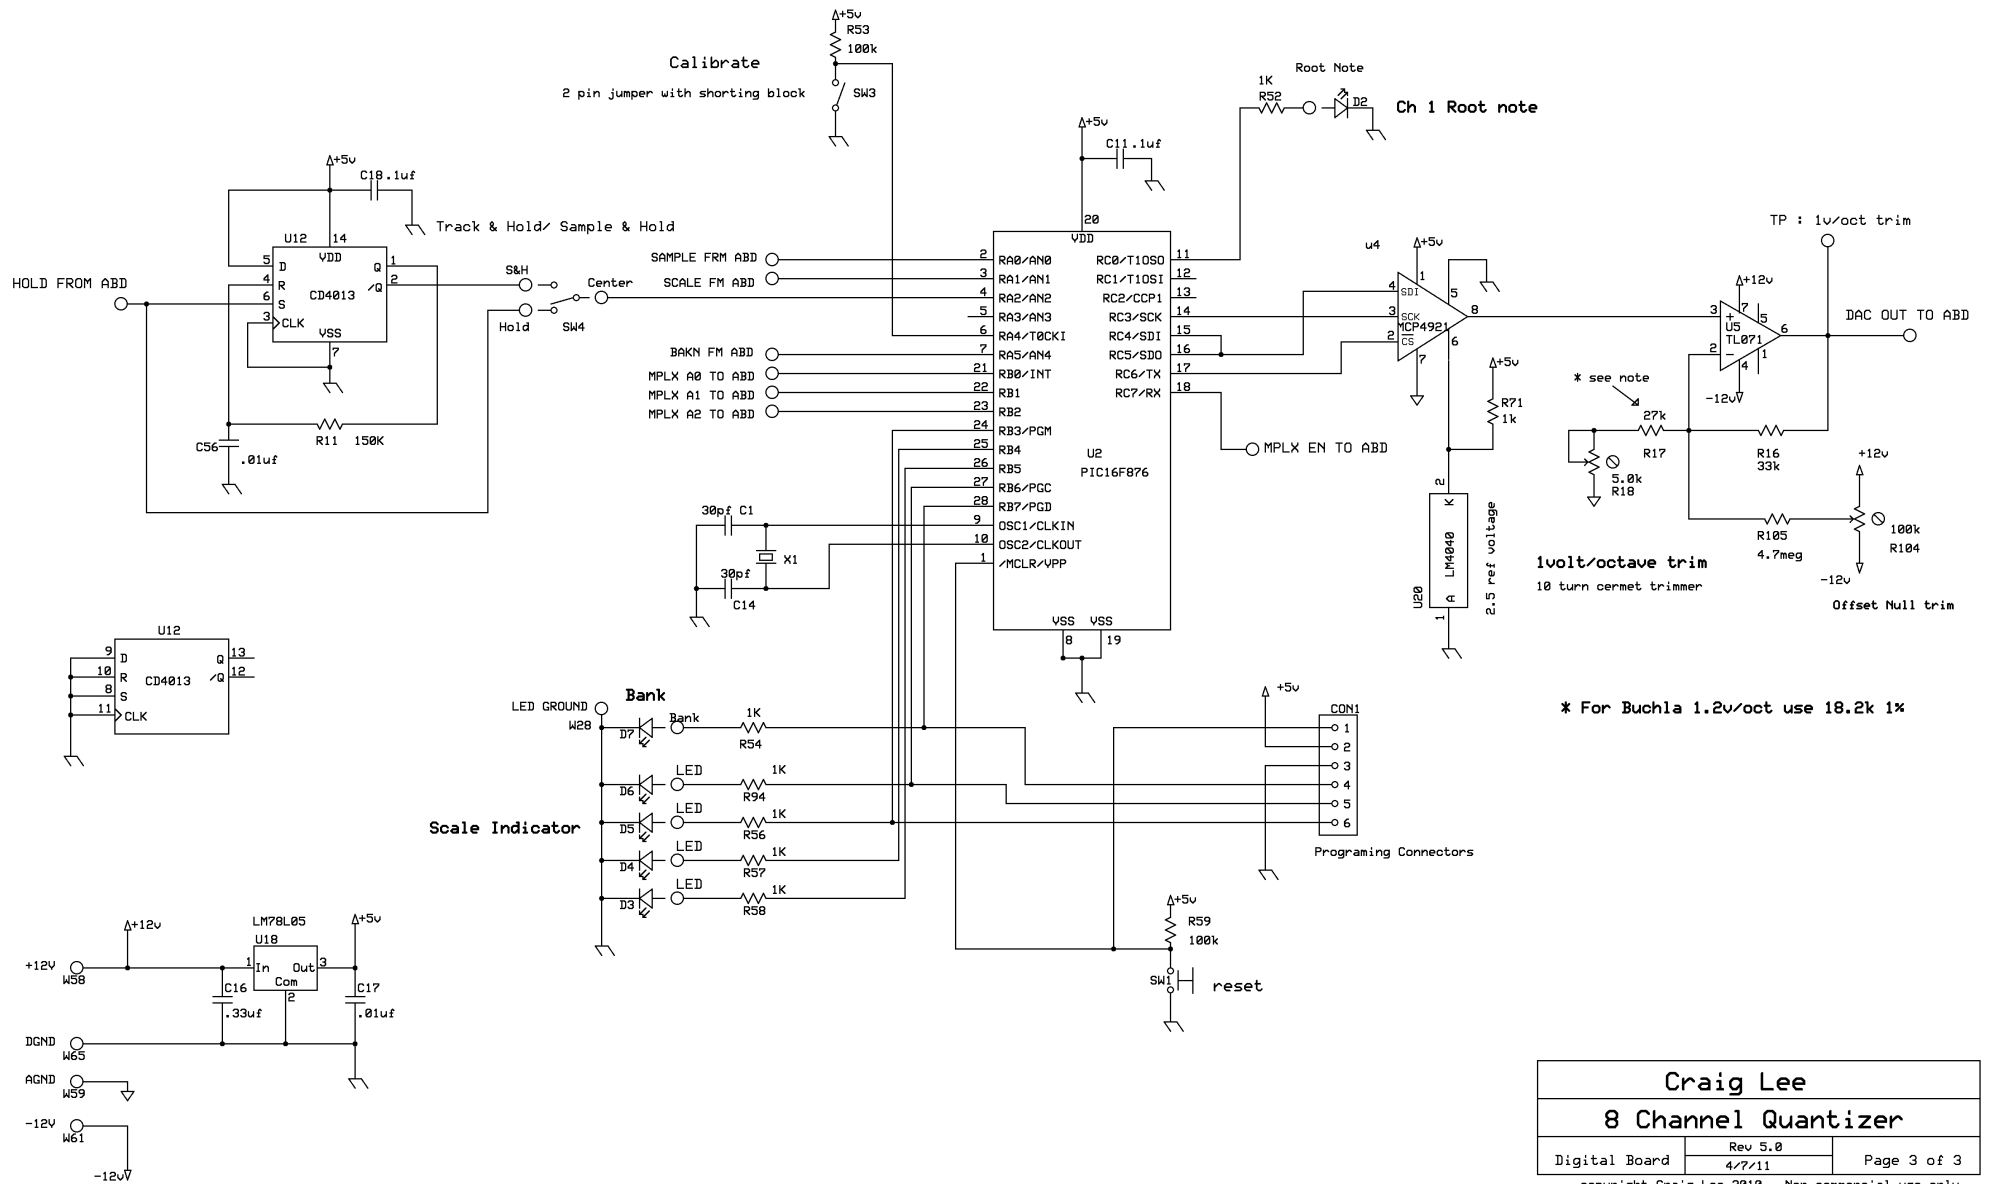 +5v
R53
100k
Calibrate
2 pin jumper with shorting block
SW3
Root Note
1K
R52
D2
Ch 1 Root note
+5v
C11 .1uf
+5v
C18 .1uf
Track & Hold/ Sample & Hold
U12
14
VDD
5
D
Q
1
4
R
/Q
2
6
S
CD4013
3
CLK
VSS
7
HOLD FROM ABD
R11
150K
C56
.01uf
S&H
Center
Hold
SW4
SAMPLE FRM ABD
SCALE FM ABD
BAKN FM ABD
MPLX A0 TO ABD
MPLX A1 TO ABD
MPLX A2 TO ABD
20
VDD
2
RA0/AN0
3
RA1/AN1
4
RA2/AN2
5
RA3/AN3
6
RA4/T0CKI
7
RA5/AN4
21
RB0/INT
22
RB1
23
RB2
24
RB3/PGM
25
RB4
26
RB5
27
RB6/PGC
28
RB7/PGD
9
OSC1/CLKIN
10
OSC2/CLKOUT
1
/MCLR/VPP
RC0/T1OSO
11
RC1/T1OSI
12
RC2/CCP1
13
RC3/SCK
14
RC4/SDI
15
RC5/SDO
16
RC6/TX
17
RC7/RX
18
U2
PIC16F876
VSS
VSS
8
19
MPLX EN TO ABD
30pf C1
X1
30pf
C14
u4
+5v
1
4
SDI
5
3
SCK
MCP4921
8
2
CS
6
7
+5v
R71
1k
2
K
LM4040
A
U20
1
2.5 ref voltage
TP : 1v/oct trim
+12v
7
3
+
5
U5
TL071
6
2
-
4
1
-12v
DAC OUT TO ABD
* see note
27k
R17
R16
33k
5.0k
R18
+12v
R105
4.7meg
100k
R104
-12v
Offset Null trim
1volt/octave trim
10 turn cermet trimmer
* For Buchla 1.2v/oct use 18.2k 1%
U12
9
D
Q
13
10
R
/Q
12
8
S
CD4013
11
CLK
Bank
LED GROUND
W28
D7
Bank
1K
R54
D6
LED
1K
R94
Scale Indicator
D5
LED
1K
R56
D4
LED
1K
R57
D3
LED
1K
R58
+5v
CON1
1
2
3
4
5
6
Programing Connectors
+5v
R59
100k
SW1
reset
+12v
LM78L05
U18
+5v
+12V
W58
1
In
Out
3
Com
2
C16
.33uf
C17
.01uf
DGND
W65
AGND
W59
-12V
W61
-12v
Craig Lee
8 Channel Quantizer
Digital Board
Rev 5.0
4/7/11
Page 3 of 3